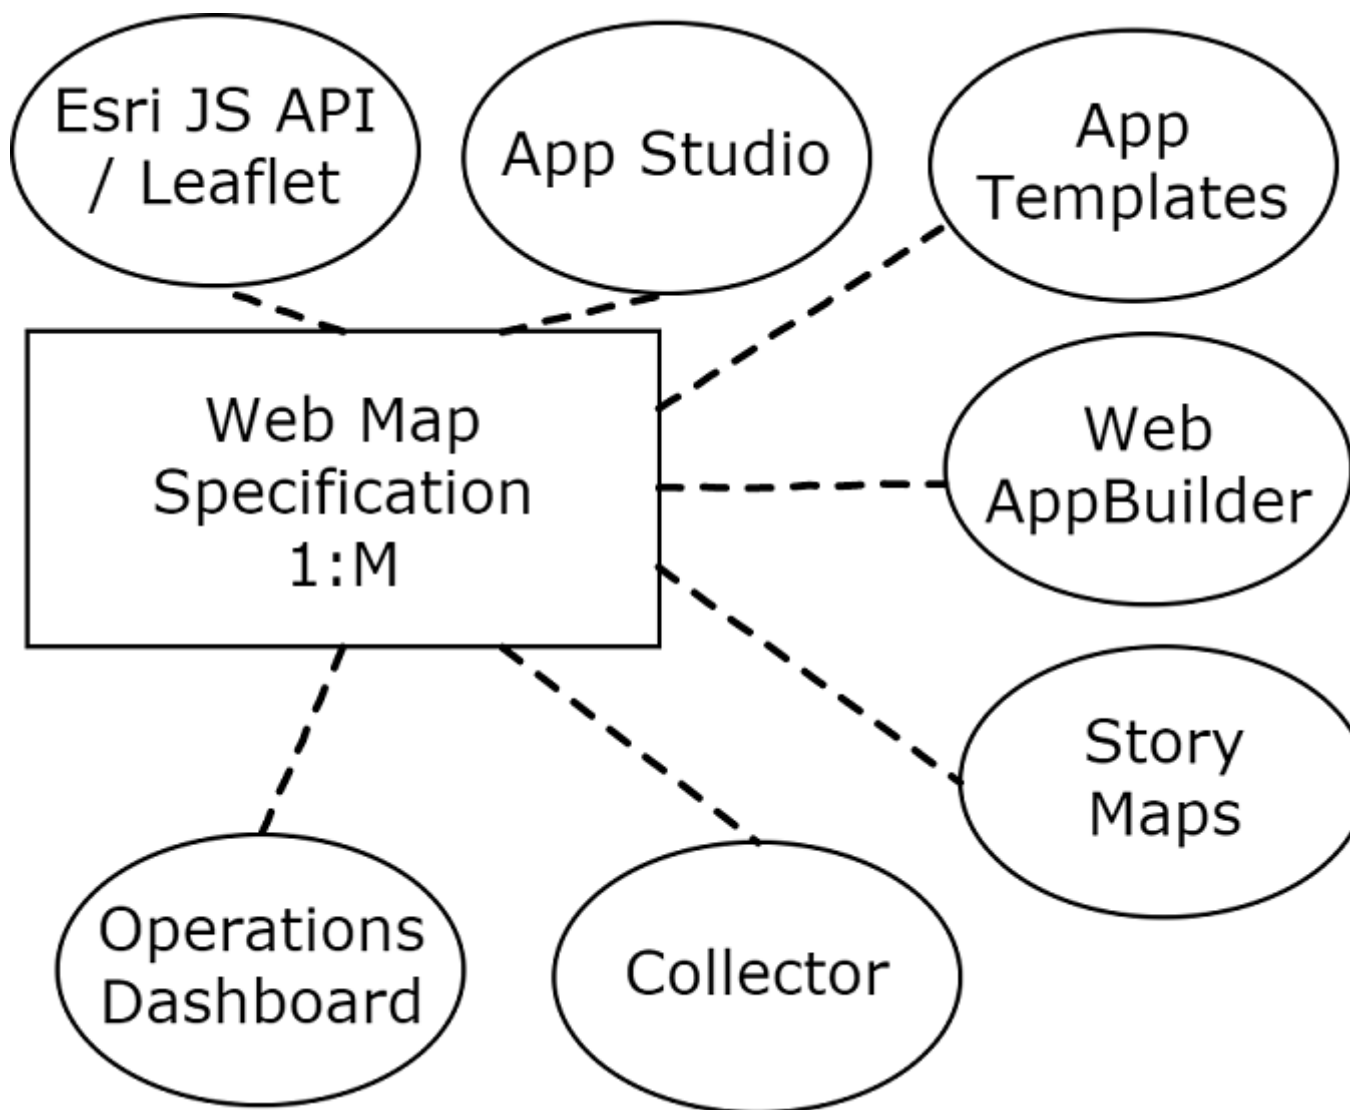 Esri JS API
/ Leaflet
App Studio
App
Templates
Web Map
Specification
1:M
Web
AppBuilder
Story
Maps
Operations
Dashboard
Collector